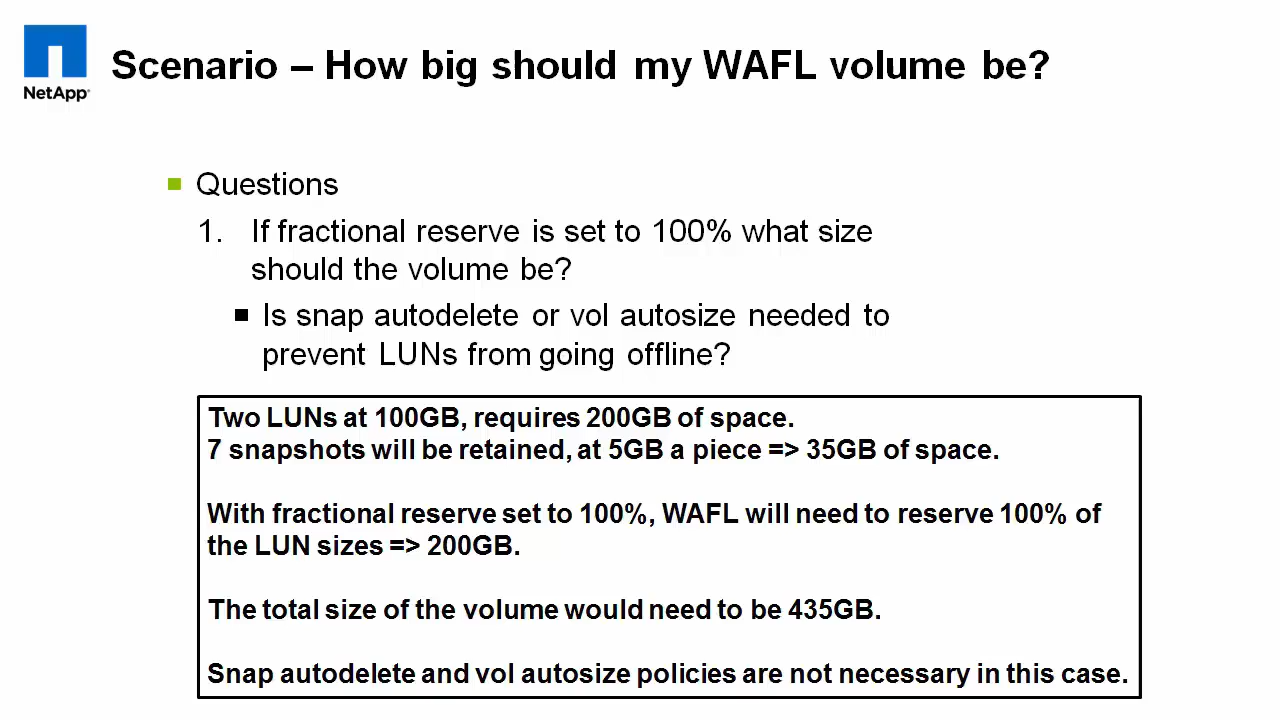 NetApp
Scenario – How big should my WAFL volume be?
Questions
1. If fractional reserve is set to 100% what size
should the volume be?
Is snap autodelete or vol autosize needed to
prevent LUNs from going offline?
Two LUNs at 100GB, requires 200GB of space.
7 snapshots will be retained, at 5GB a piece => 35GB of space.
With fractional reserve set to 100%, WAFL will need to reserve 100% of
the LUN sizes => 200GB.
The total size of the volume would need to be 435GB.
Snap autodelete and vol autosize policies are not necessary in this case.